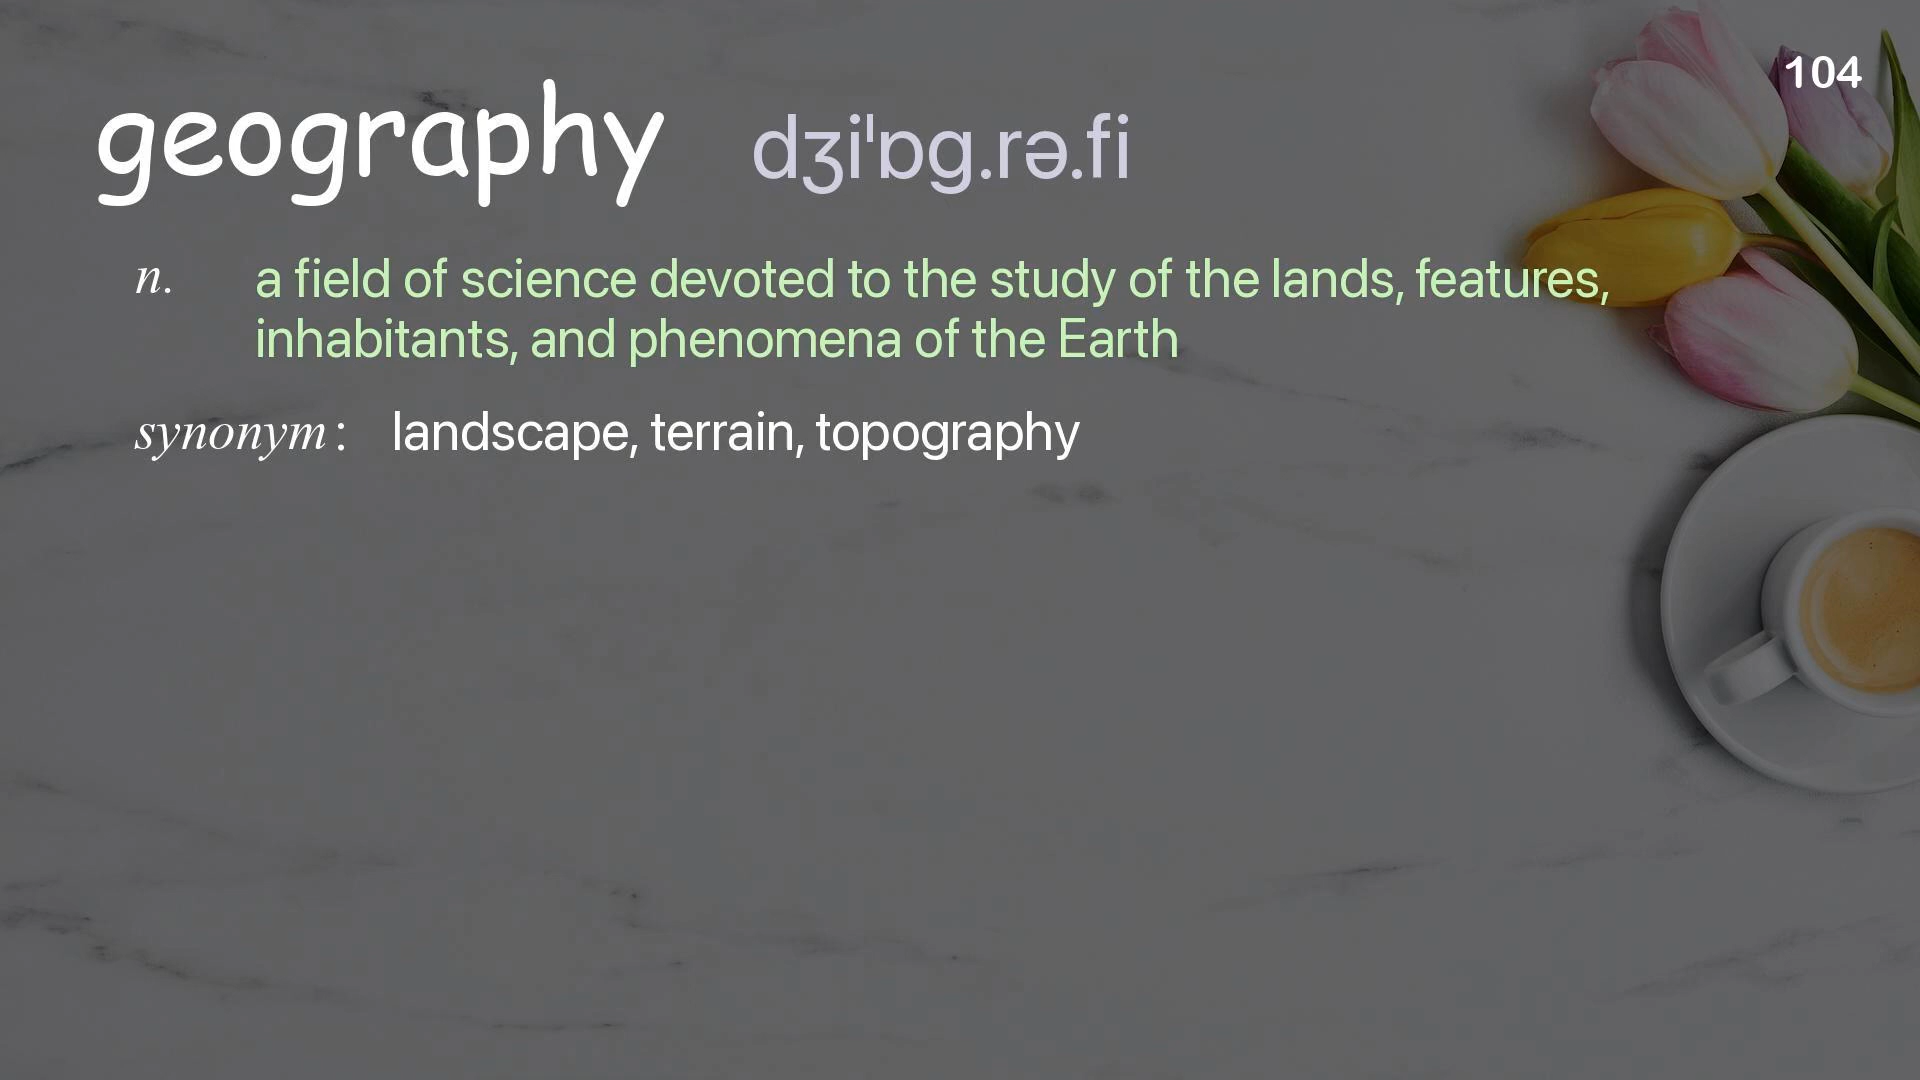 104
geography dʒiˈɒg.rə.fi
n. a field of science devoted to the study of the lands, features,
inhabitants, and phenomena of the Earth
synonym: landscape, terrain, topography